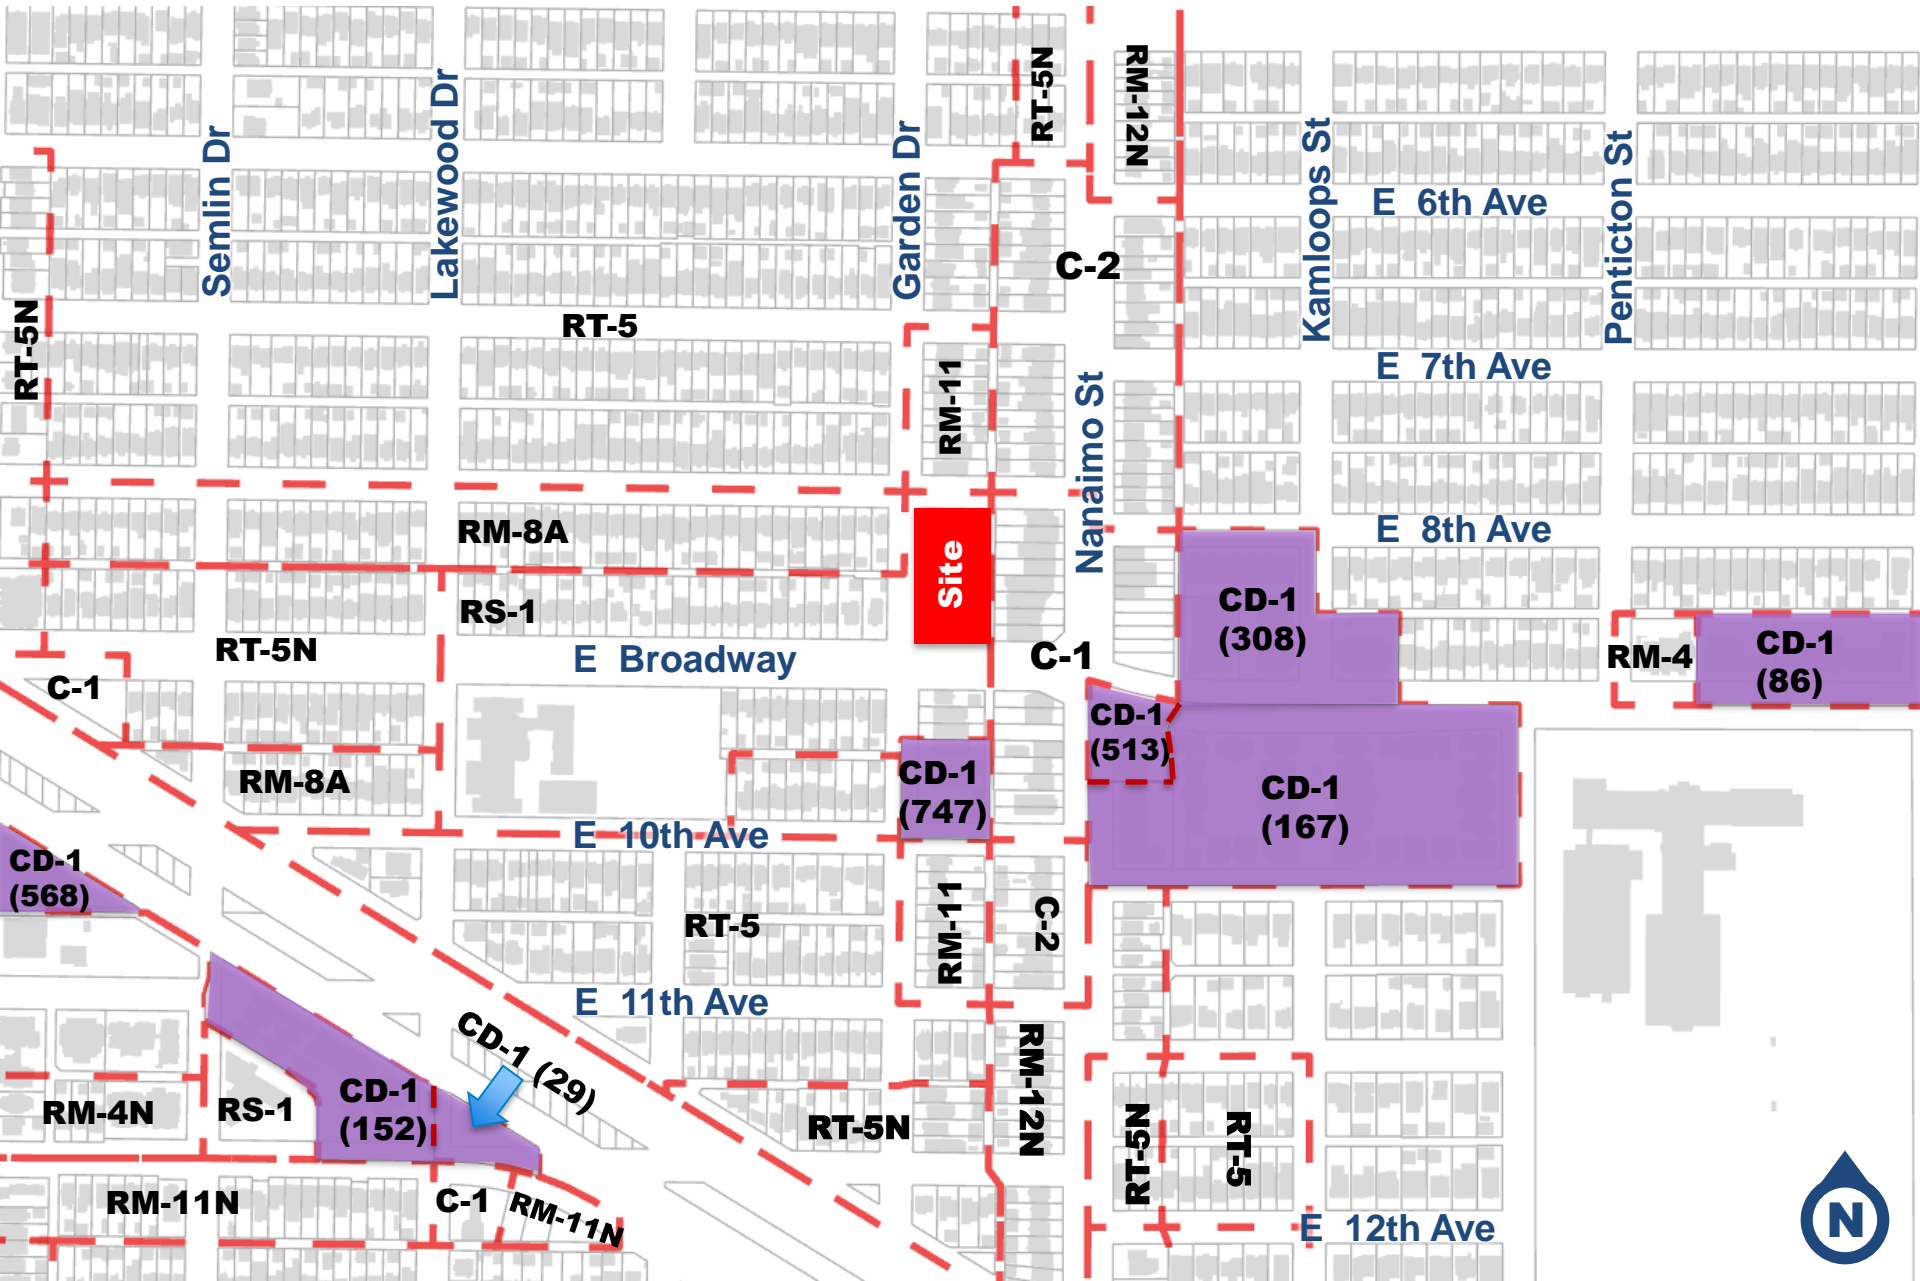 RT-5N
RM-12N
Semlin Dr
Lakewood Dr
Garden Dr
Kamloops St
Penticton St
E 6th Ave
C-2
RT-5N
RT-5
RM-11
E 7th Ave
Nanaimo St
RM-8A
Site
E 8th Ave
RS-1
CD-1
(308)
RT-5N
E Broadway
C-1
RM-4
CD-1
(86)
C-1
CD-1
(513)
RM-8A
CD-1
(747)
CD-1
(167)
E 10th Ave
CD-1
(568)
RT-5
RM-11
C-2
E 11th Ave
CD-1 (29)
CD-1
(152)
RM-4N
RS-1
RT-5N
RM-12N
RT-5N
RT-5
RM-11N
C-1
RM-11N
E 12th Ave
N